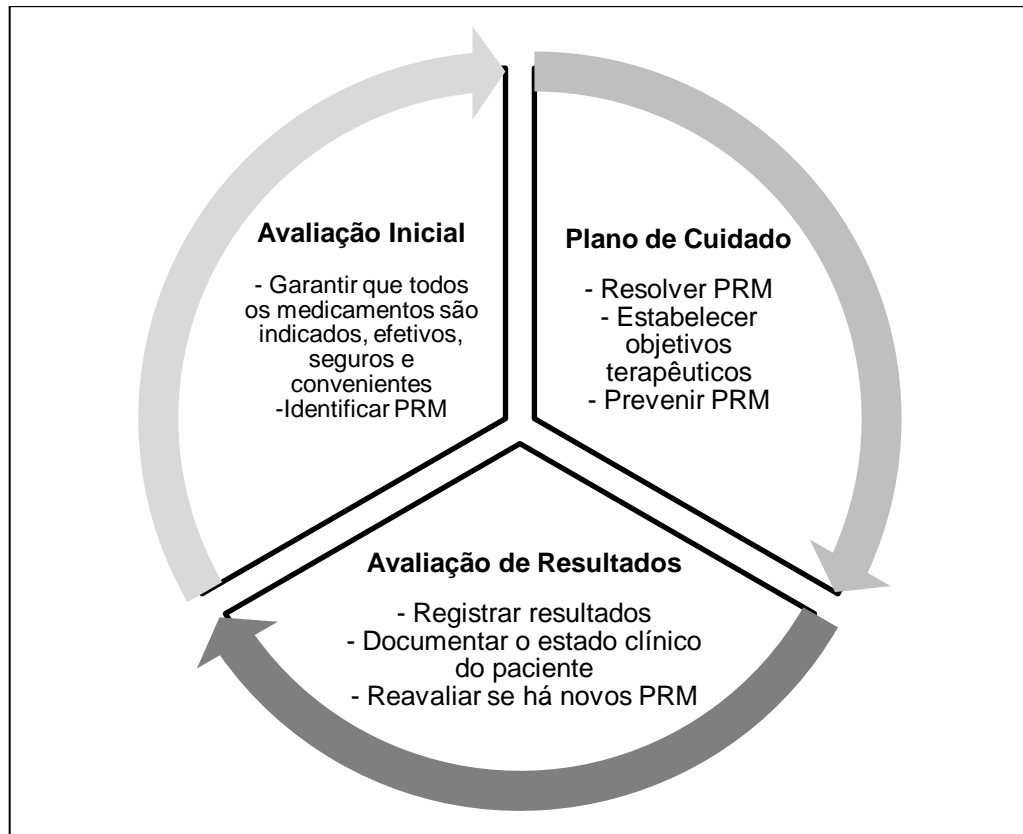 Avaliação Inicial
- Garantir que todos
os medicamentos são
indicados, efetivos,
seguros e
convenientes
-Identificar PRM
Plano de Cuidado
- Resolver PRM
- Estabelecer
objetivos
terapêuticos
- Prevenir PRM
Avaliação de Resultados
- Registrar resultados
- Documentar o estado clínico
do paciente
- Reavaliar se há novos PRM